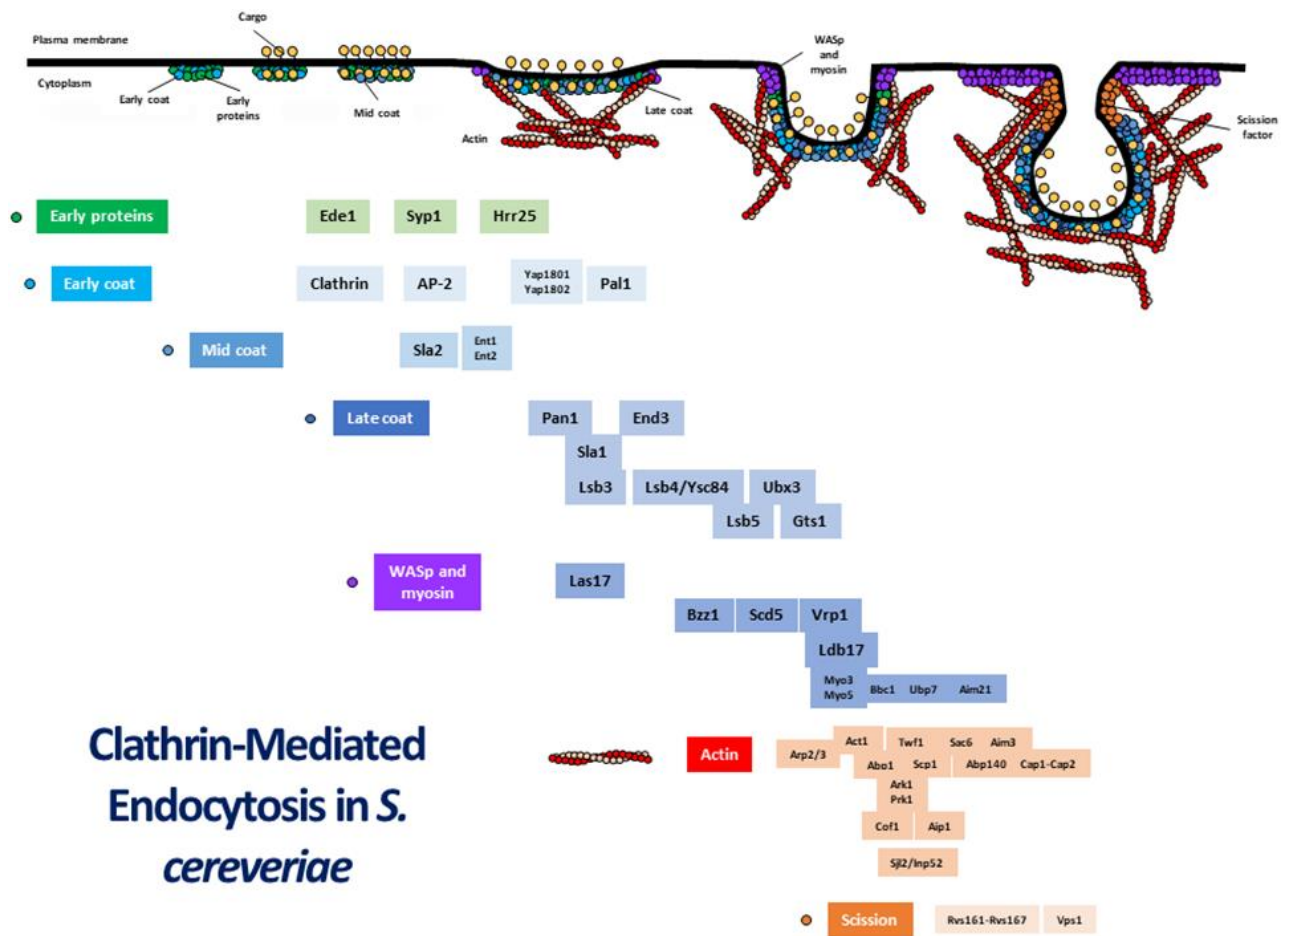 Cargo
Plasma membrane
WASp
and
myosin
Cytoplasm
Early coat
Early
proteins
Mid coat
Late coat
Actin
Scission
factor
Early proteins
Ede1
Syp1
Hrr25
Early coat
Clathrin
AP-2
Yap1801
Yap1802
Pal1
Mid coat
Sla2
Ent1
Ent2
Late coat
Pan1
End3
Sla1
Lsb3
Lsb4/Ysc84
Ubx3
Lsb5
Gts1
WASp and
myosin
Las17
Bzz1
Scd5
Vrp1
Ldb17
Myo3
Myo5
Bbc1
Ubp7
Aim21
Clathrin-Mediated
Endocytosis in S.
cereveriae
Actin
Arp2/3
Act1
Twf1
Sac6
Aim3
Abp1
Scp1
Abp140
Cap1-Cap2
Ark1
Prk1
Cof1
Aip1
Sjl2/Inp52
Scission
Rvs161-Rvs167
Vps1